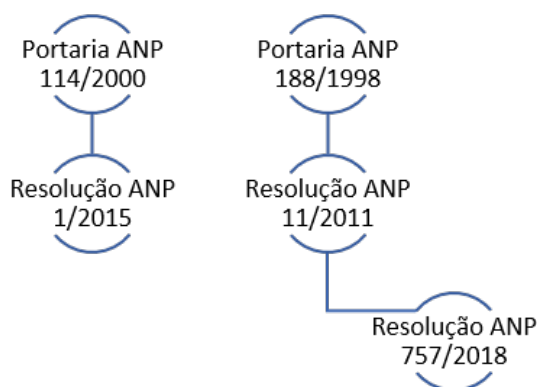 Portaria ANP
114/2000
Portaria ANP
188/1998
Resolução ANP
1/2015
Resolução ANP
11/2011
Resolução ANP
757/2018